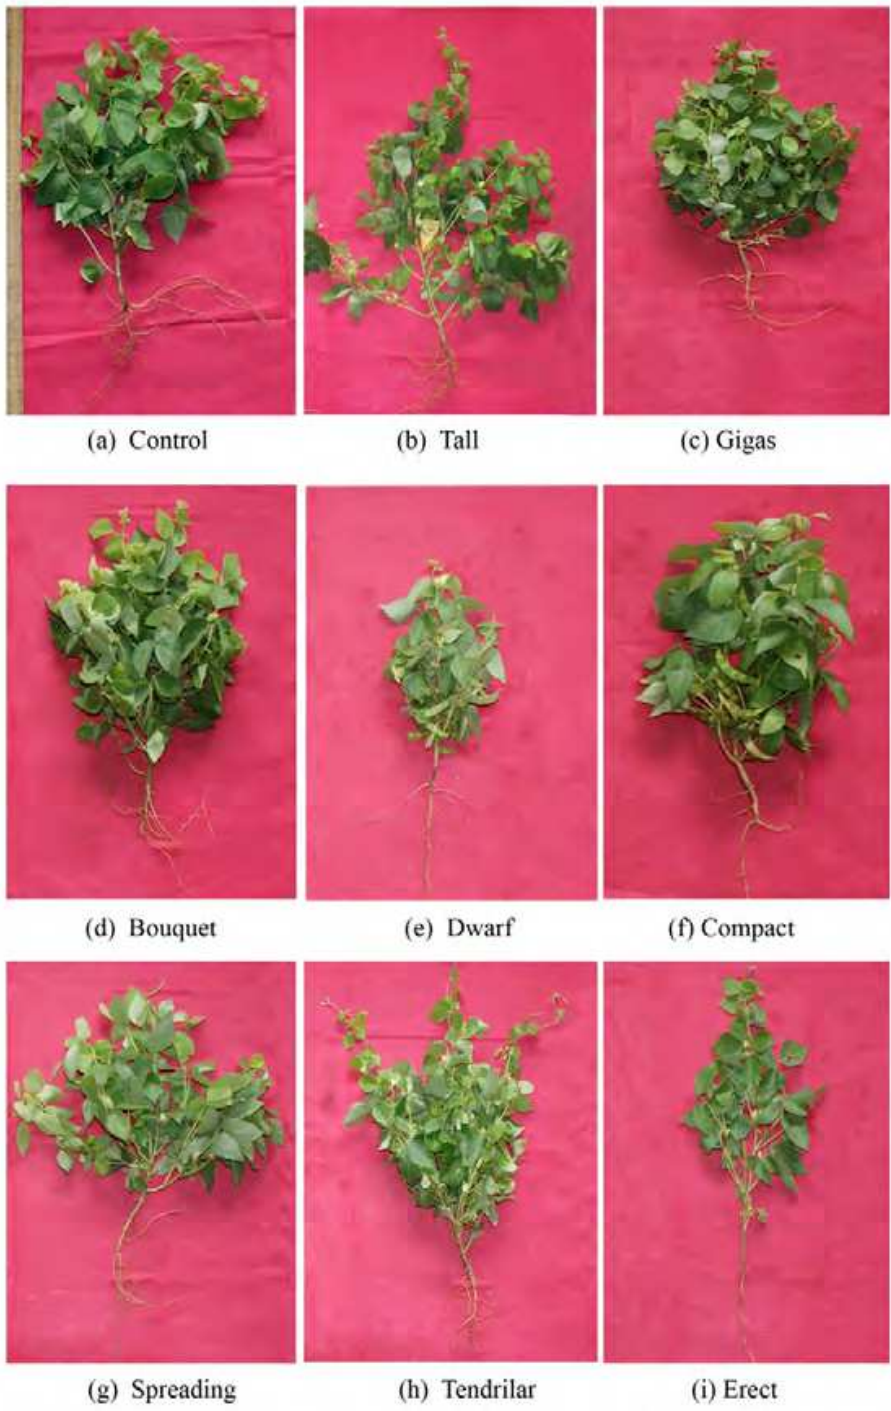 (a) Control
(b) Tall
(c) Gigas
(d) Bouquet
(e) Dwarf
(f) Compact
(g) Spreading
(h) Tendrilar
(i) Erect